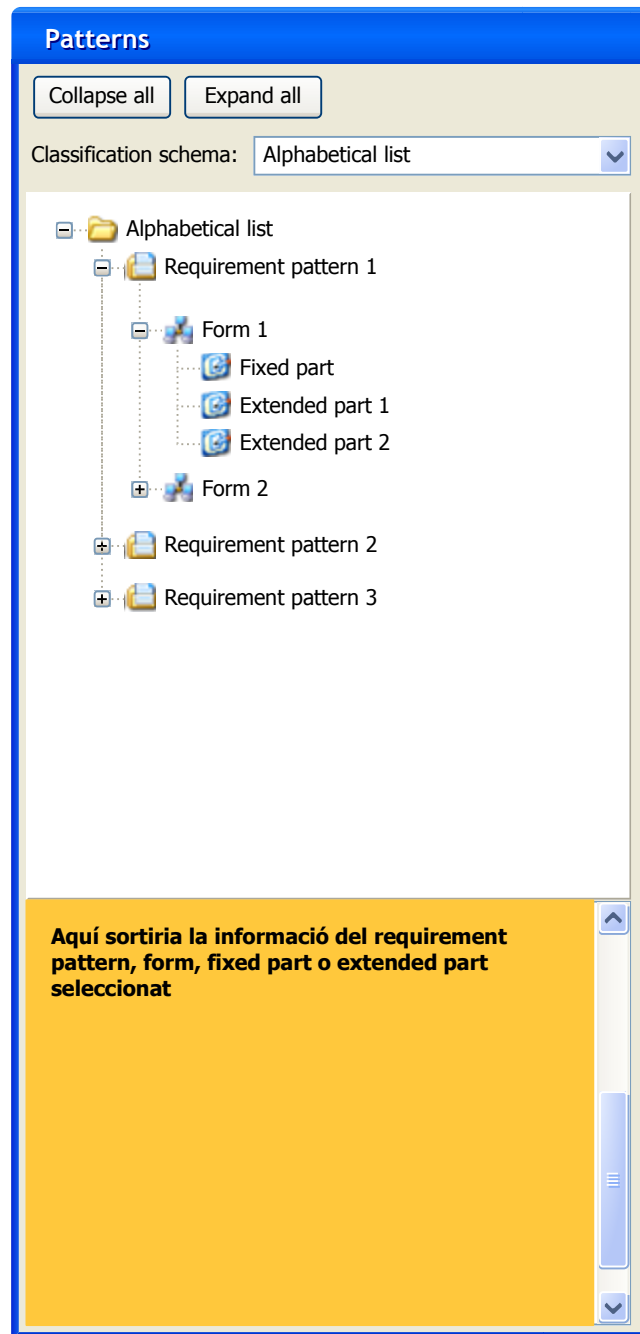 Patterns
Collapse all Expand all
Classification schema: Alphabetical list
Alphabetical list
Requirement pattern 1
Form 1
Fixed part
Extended part 1
Extended part 2
Form 2
Requirement pattern 2
Requirement pattern 3
Aquí sortiria la informació del requirement
pattern, form, fixed part o extended part
seleccionat